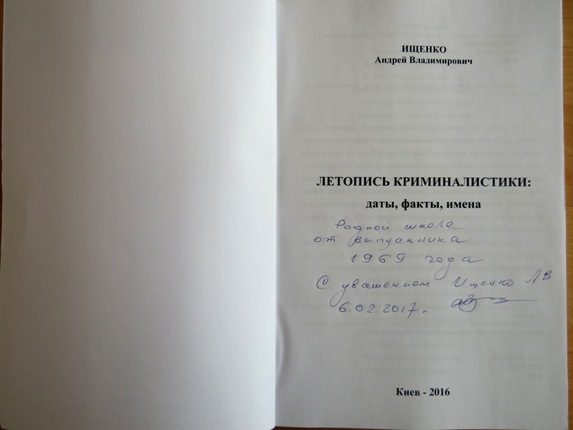 ИЩЕНКО
Андрей Владимирович
ЛЕТОПИСЬ КРИМИНАЛИСТИКИ:
даты, факты, имена
Родной школе
от выпускника
1969 года
С уважением Ищенко АВ
6.02.2017.
Киев - 2016